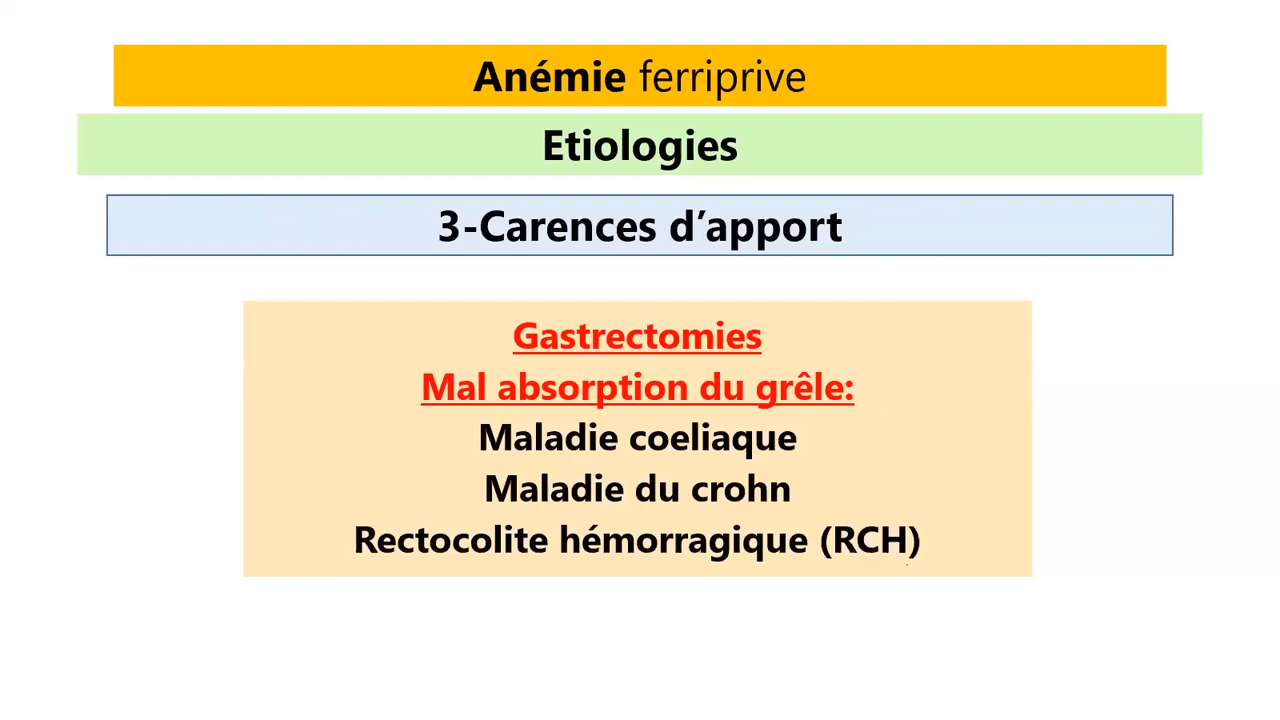 Anémie ferriprive
Etiologies
3-Carences d’apport
Gastrectomies
Mal absorption du grêle:
Maladie coeliaque
Maladie du crohn
Rectocolite hémorragique (RCH)